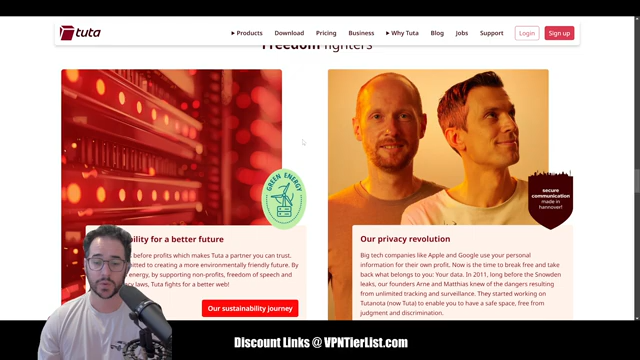 tuta
Products Download Pricing Business Why Tuta Blog Jobs Support Login Sign up
Freedom fighters
GREEN ENERGY
secure
communication
made in
hannover!
bility for a better future
before profits which makes Tuta a partner you can trust.
itted to creating a more environmentally friendly future. By
energy, by supporting non-profits, freedom of speech and
y laws, Tuta fights for a better web!
Our sustainability journey
Our privacy revolution
Big tech companies like Apple and Google use your personal
information for their own profit. Now is the time to break free and take
back what belongs to you: Your data. In 2011, long before the Snowden
leaks, our founders Arne and Matthias knew of the dangers resulting
from unlimited tracking and surveillance. They started working on
Tutanota (now Tuta) to enable you to have a safe space, free from
judgment and discrimination.
Discount Links @ VPNTierList.com